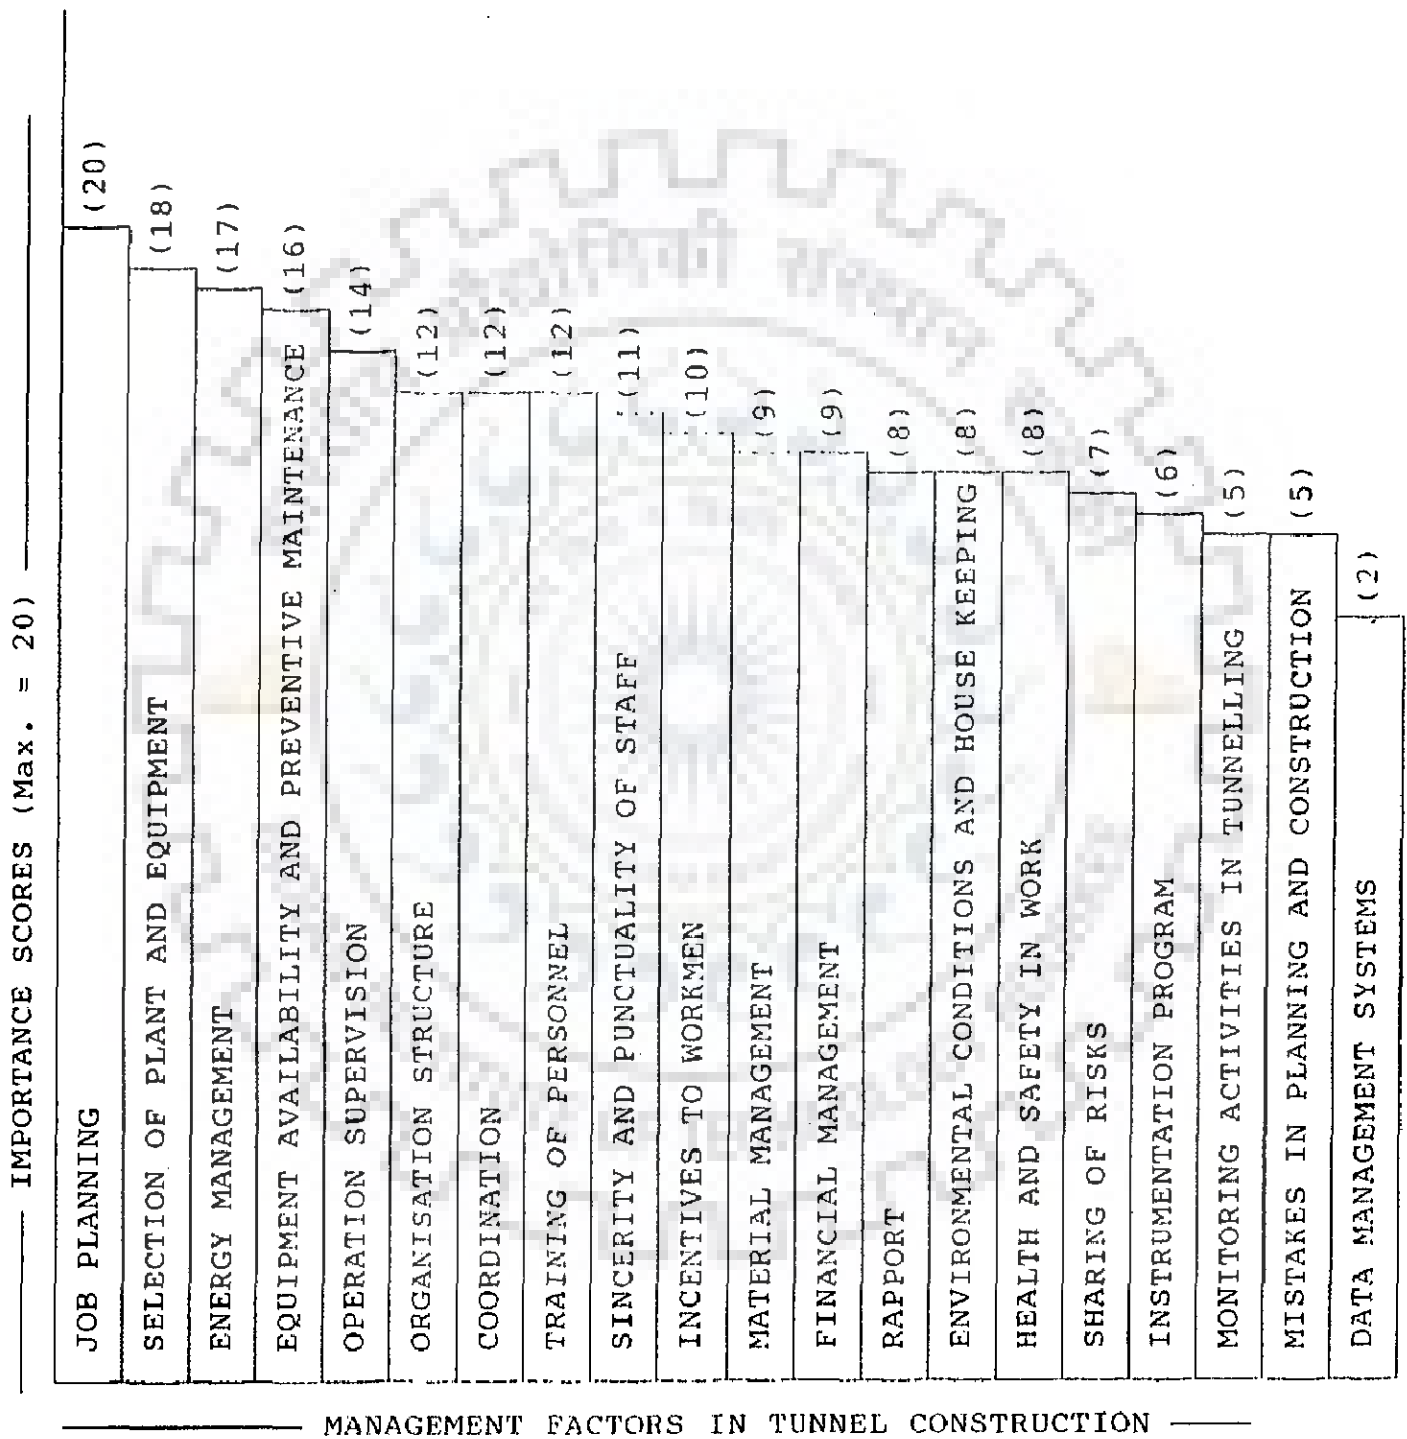 IMPORTANCE SCORES (Max. = 20)
JOB PLANNING (20)
SELECTION OF PLANT AND EQUIPMENT (18)
ENERGY MANAGEMENT (17)
EQUIPMENT AVAILABILITY AND PREVENTIVE MAINTENANCE (16)
OPERATION SUPERVISION (14)
ORGANISATION STRUCTURE (12)
COORDINATION (12)
TRAINING OF PERSONNEL (12)
SINCERITY AND PUNCTUALITY OF STAFF (11)
INCENTIVES TO WORKMEN (10)
MATERIAL MANAGEMENT (9)
FINANCIAL MANAGEMENT (9)
RAPPORT (8)
ENVIRONMENTAL CONDITIONS AND HOUSE KEEPING (8)
HEALTH AND SAFETY IN WORK (8)
SHARING OF RISKS (7)
INSTRUMENTATION PROGRAM (6)
MONITORING ACTIVITIES IN TUNNELLING (5)
MISTAKES IN PLANNING AND CONSTRUCTION (5)
DATA MANAGEMENT SYSTEMS (2)
MANAGEMENT FACTORS IN TUNNEL CONSTRUCTION